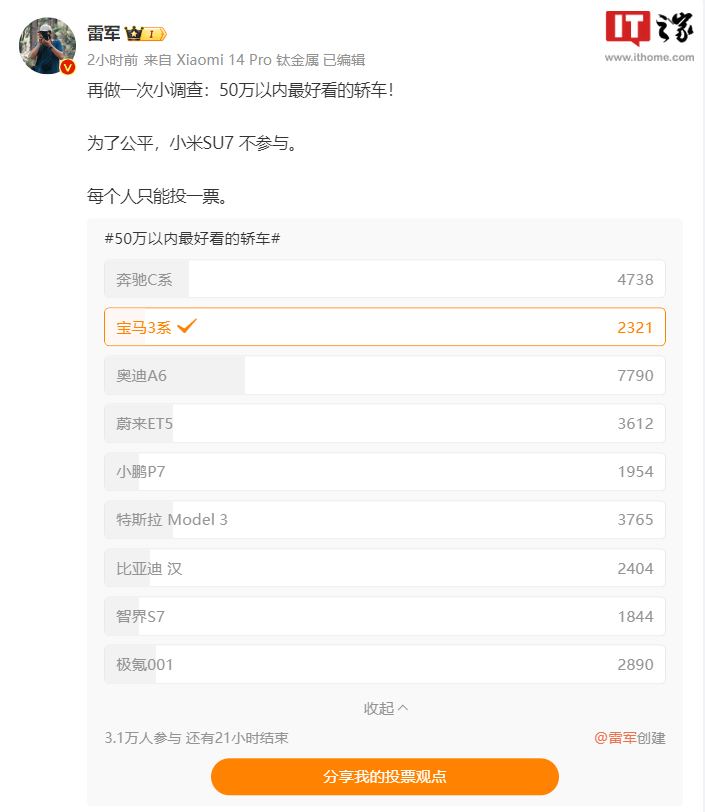 雷军 1
2小时前 来自 Xiaomi 14 Pro 钛金属 已编辑
IT之家
www.ithome.com
再做一次小调查：50万以内最好看的轿车！
为了公平，小米SU7 不参与。
每个人只能投一票。
#50万以内最好看的轿车#
奔驰C系 4738
宝马3系 2321
奥迪A6 7790
蔚来ET5 3612
小鹏P7 1954
特斯拉 Model 3 3765
比亚迪 汉 2404
智界S7 1844
极氪001 2890
收起
3.1万人参与 还有21小时结束 @雷军创建
分享我的投票观点